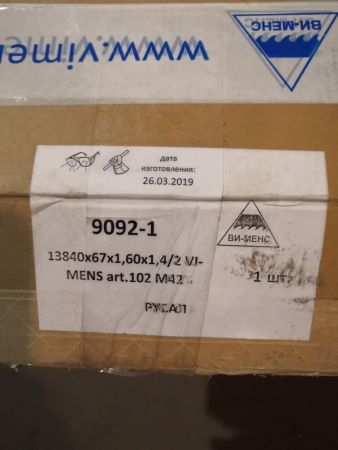 www.vimen
ВИ-МЕНС
дата
изготовления:
26.03.2019
9092-1
ВИ-МЕНС
13840x67x1,60x1,4/2 VI-
MENS art.102 M42
1 шт.
РУСАЛ